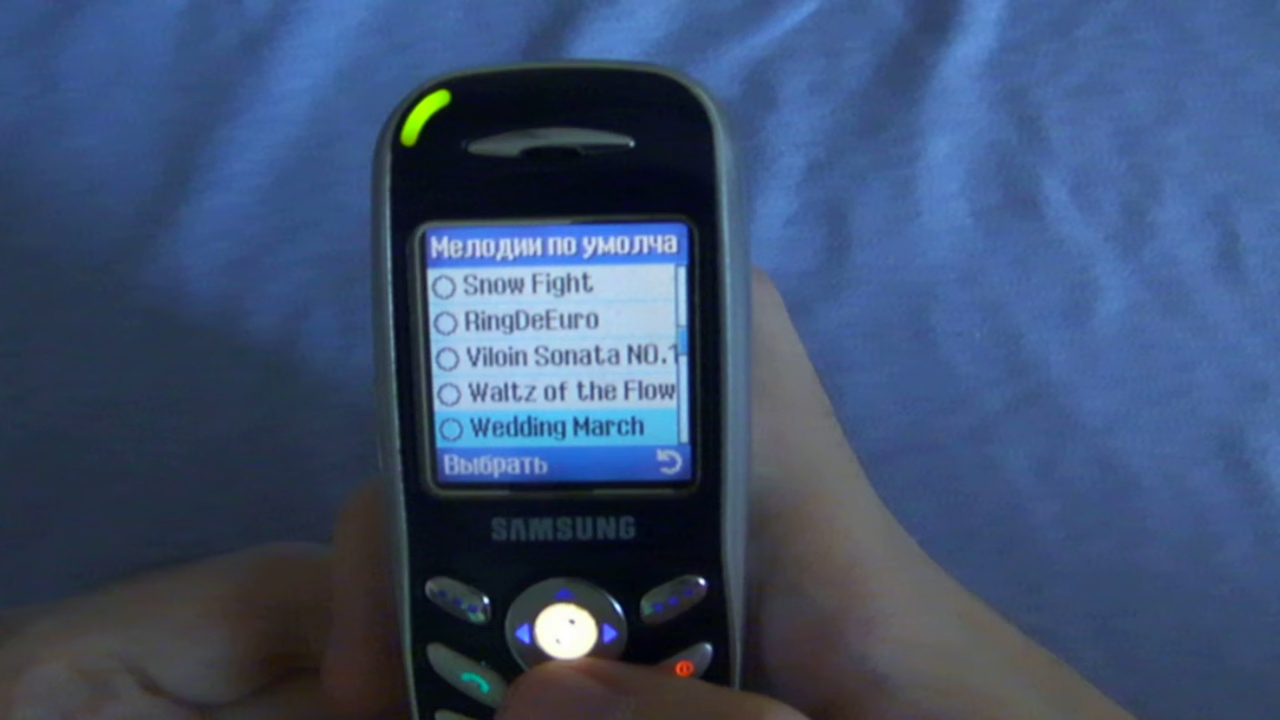 Мелодии по умолча
Snow Fight
RingDeEuro
Viloin Sonata NO.1
Waltz of the Flow
Wedding March
Выбрать
SAMSUNG